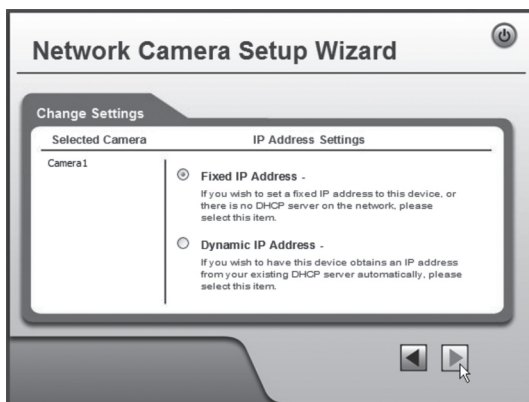 Network Camera Setup Wizard
Change Settings
Selected Camera
IP Address Settings
Camera1
Fixed IP Address -
If you wish to set a fixed IP address to this device, or
there is no DHCP server on the network, please
select this item.
Dynamic IP Address -
If you wish to have this device obtains an IP address
from your existing DHCP server automatically, please
select this item.